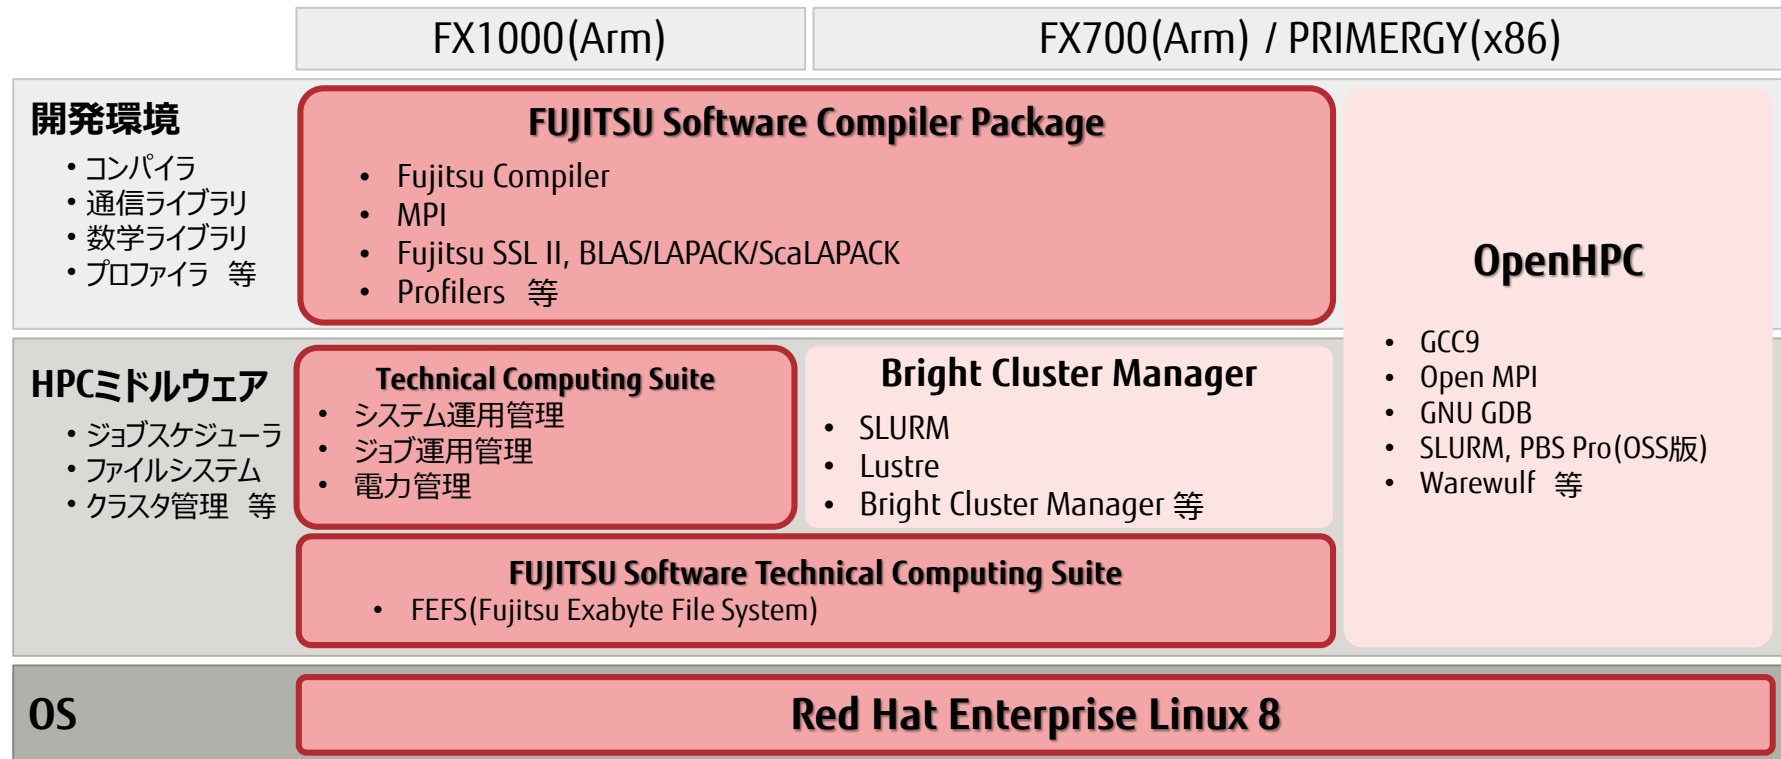 FX1000(Arm)
FX700(Arm) / PRIMERGY(x86)
開発環境
• コンパイラ
• 通信ライブラリ
• 数学ライブラリ
• プロファイラ 等
FUJITSU Software Compiler Package
• Fujitsu Compiler
• MPI
• Fujitsu SSL II, BLAS/LAPACK/ScaLAPACK
• Profilers 等
OpenHPC
• GCC9
• Open MPI
• GNU GDB
• SLURM, PBS Pro(OSS版)
• Warewulf 等
HPCミドルウェア
• ジョブスケジューラ
• ファイルシステム
• クラスタ管理 等
Technical Computing Suite
• システム運用管理
• ジョブ運用管理
• 電力管理
Bright Cluster Manager
• SLURM
• Lustre
• Bright Cluster Manager 等
FUJITSU Software Technical Computing Suite
• FEFS(Fujitsu Exabyte File System)
OS
Red Hat Enterprise Linux 8